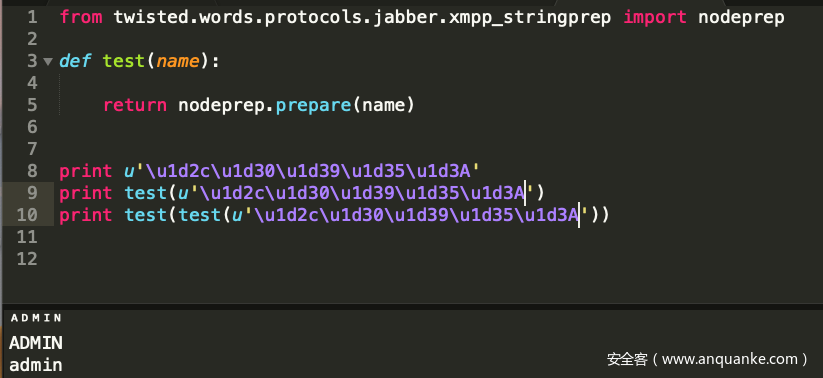 1 from twisted.words.protocols.jabber.xmpp_stringprep import nodeprep
2
3 def test(name):
4
5     return nodeprep.prepare(name)
6
7
8 print u'\u1d2c\u1d30\u1d39\u1d35\u1d3A'
9 print test(u'\u1d2c\u1d30\u1d39\u1d35\u1d3A')
10 print test(test(u'\u1d2c\u1d30\u1d39\u1d35\u1d3A'))
11
12
ᴬᴰᴹᴵᴺ
ADMIN
admin
安全客（www.anquanke.com）